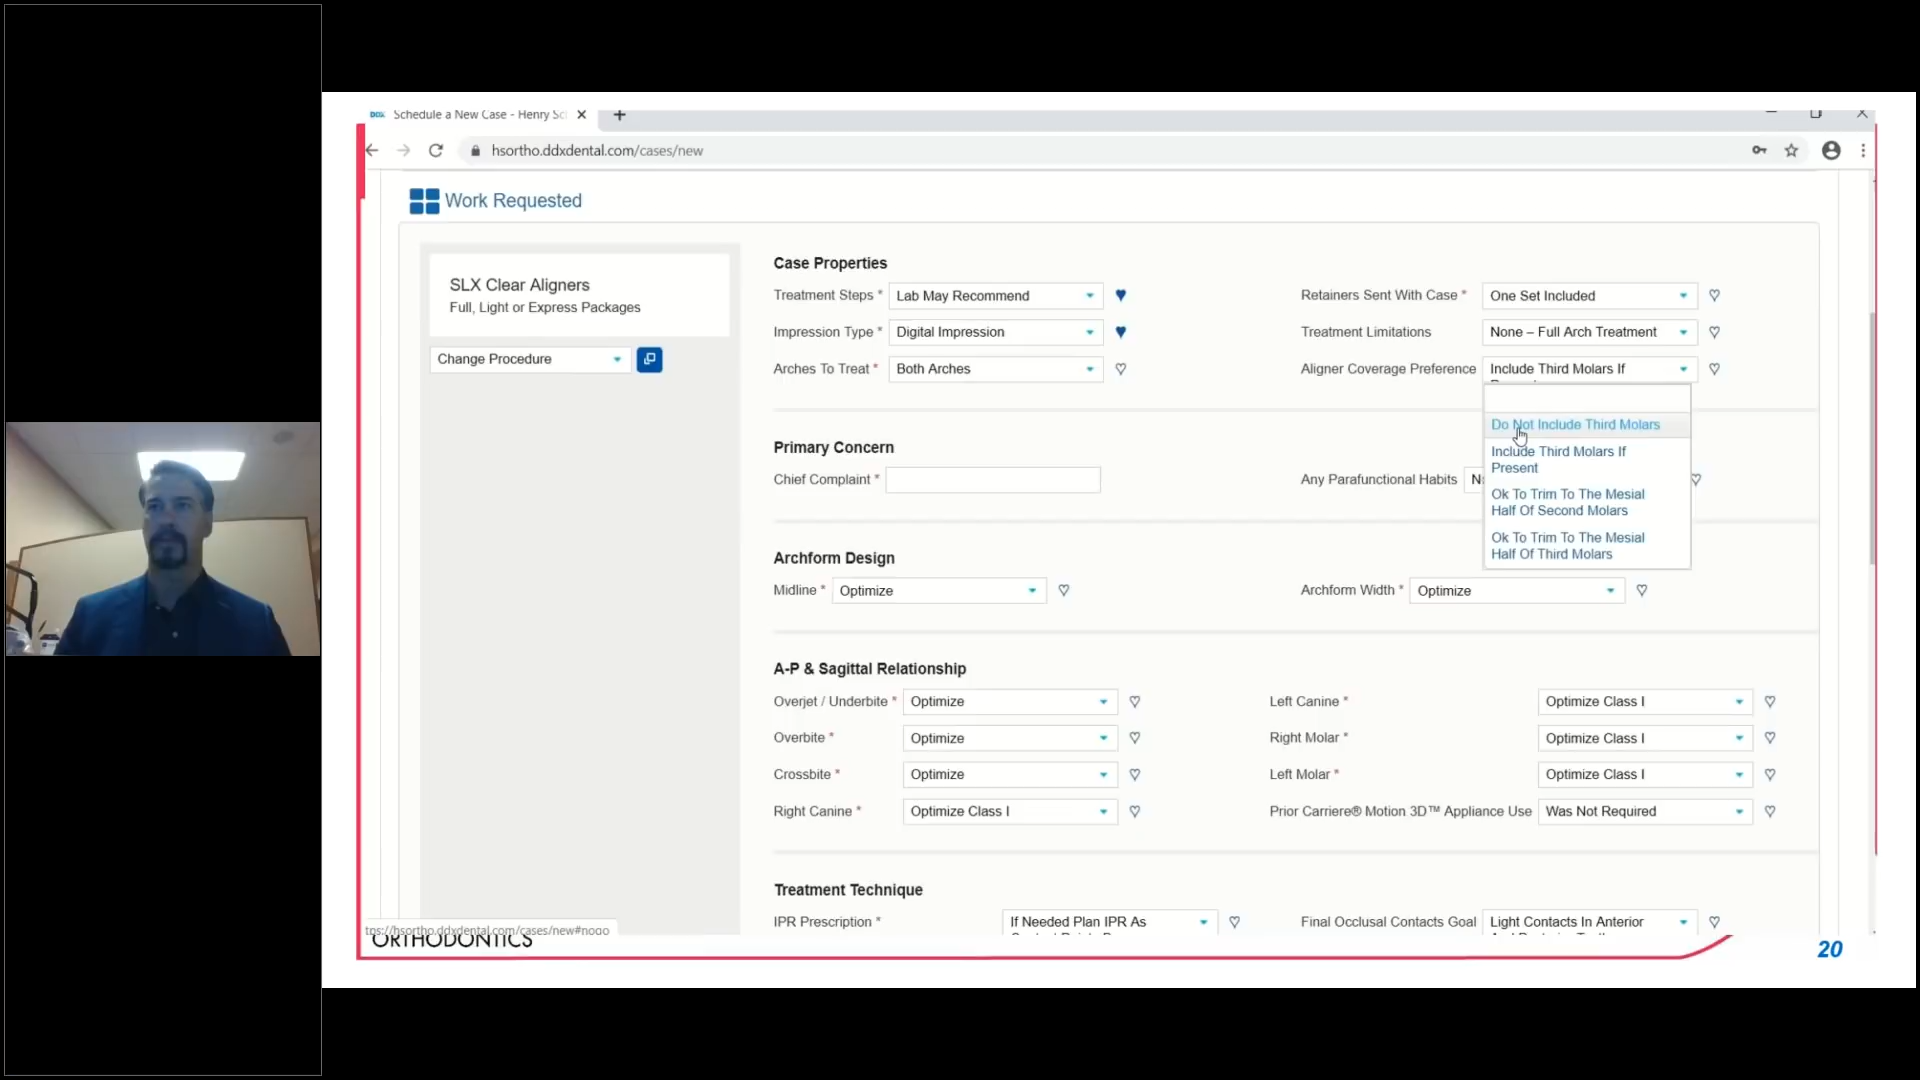 DDX Schedule a New Case - Henry Sc
hsortho.ddxdental.com/cases/new
Work Requested
SLX Clear Aligners
Full, Light or Express Packages
Change Procedure
Case Properties
Treatment Steps * Lab May Recommend
Retainers Sent With Case * One Set Included
Impression Type * Digital Impression
Treatment Limitations None – Full Arch Treatment
Arches To Treat * Both Arches
Aligner Coverage Preference Include Third Molars If
Do Not Include Third Molars
Include Third Molars If
Present
Ok To Trim To The Mesial
Half Of Second Molars
Ok To Trim To The Mesial
Half Of Third Molars
Primary Concern
Chief Complaint *
Any Parafunctional Habits
Archform Design
Midline * Optimize
Archform Width * Optimize
A-P & Sagittal Relationship
Overjet / Underbite * Optimize
Left Canine * Optimize Class I
Overbite * Optimize
Right Molar * Optimize Class I
Crossbite * Optimize
Left Molar * Optimize Class I
Right Canine * Optimize Class I
Prior Carriere® Motion 3D™ Appliance Use Was Not Required
Treatment Technique
IPR Prescription * If Needed Plan IPR As
Final Occlusal Contacts Goal Light Contacts In Anterior
tps://hsortho.ddxdental.com/cases/new#nogo
ORTHODONTICS
20